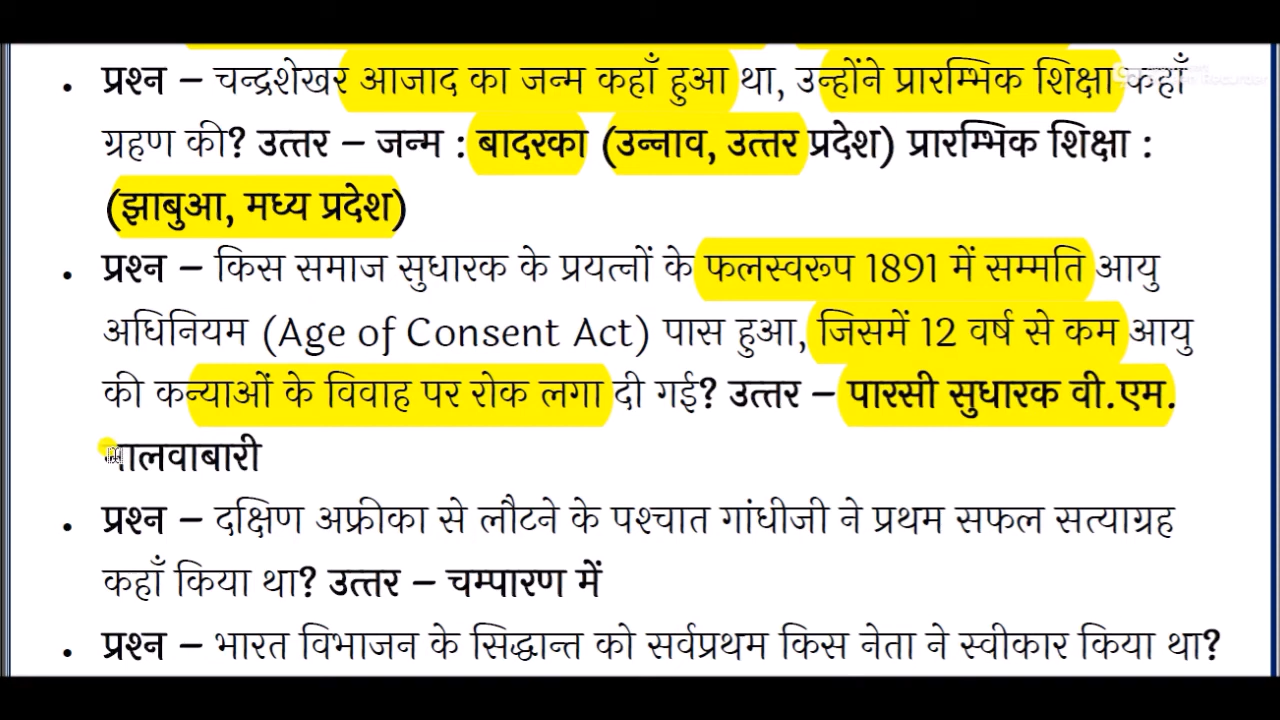 • प्रश्न – चन्द्रशेखर आजाद का जन्म कहाँ हुआ था, उन्होंने प्रारम्भिक शिक्षा कहाँ
ग्रहण की? उत्तर – जन्म : बादरका (उन्नाव, उत्तर प्रदेश) प्रारम्भिक शिक्षा :
(झाबुआ, मध्य प्रदेश)
• प्रश्न – किस समाज सुधारक के प्रयत्नों के फलस्वरूप 1891 में सम्मति आयु
अधिनियम (Age of Consent Act) पास हुआ, जिसमें 12 वर्ष से कम आयु
की कन्याओं के विवाह पर रोक लगा दी गई? उत्तर – पारसी सुधारक वी.एम.
• प्रश्न – दक्षिण अफ्रीका से लौटने के पश्चात गांधीजी ने प्रथम सफल सत्याग्रह
कहाँ किया था? उत्तर – चम्पारण में
• प्रश्न – भारत विभाजन के सिद्धान्त को सर्वप्रथम किस नेता ने स्वीकार किया था?